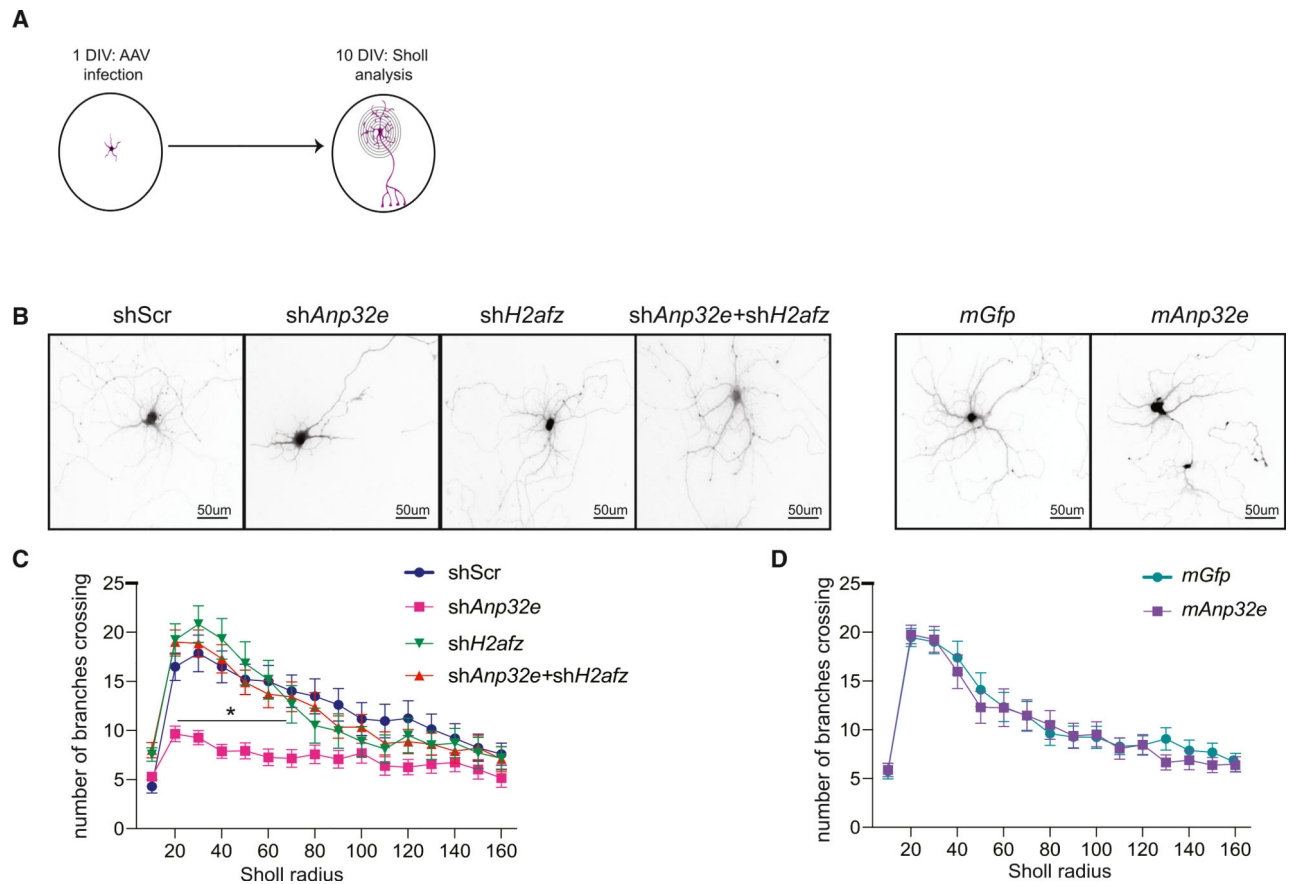 A
1 DIV: AAV
infection
10 DIV: Sholl
analysis
B
shScr
shAnp32e
shH2afz
shAnp32e+shH2afz
mGfp
mAnp32e
50um
50um
50um
50um
50um
50um
C
number of branches crossing
25
20
15
10
5
0
*
20
40
60
80
100
120
140
160
Sholl radius
shScr
shAnp32e
shH2afz
shAnp32e+shH2afz
D
number of branches crossing
25
20
15
10
5
0
20
40
60
80
100
120
140
160
Sholl radius
mGfp
mAnp32e